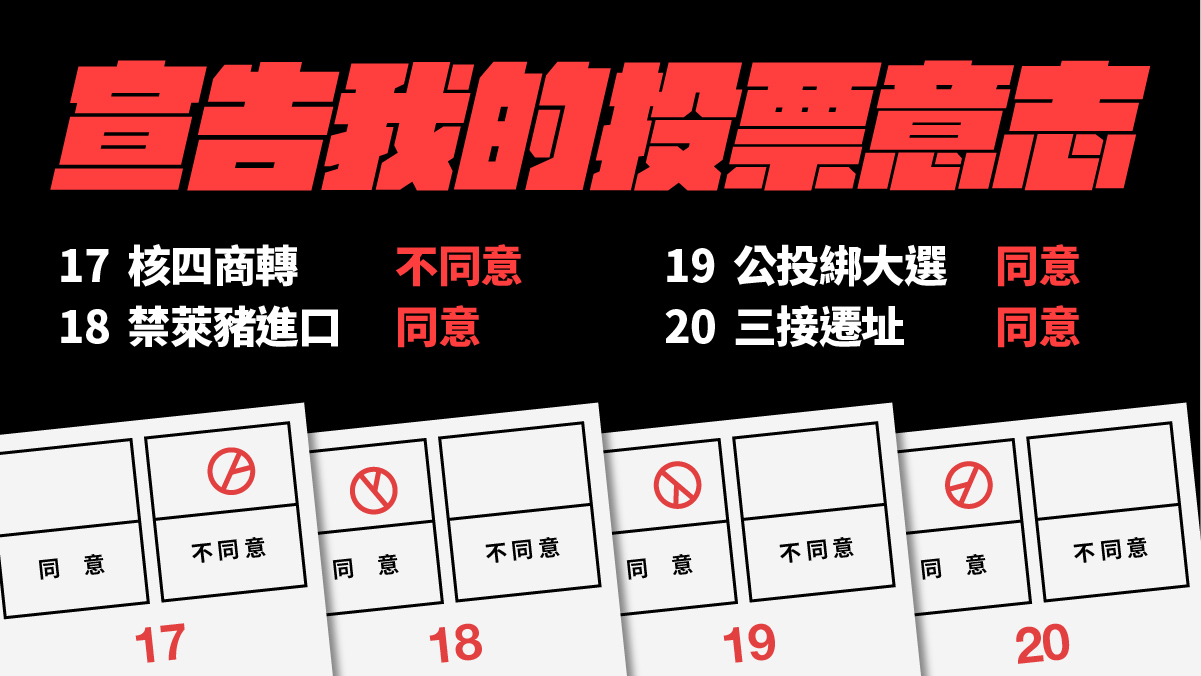 宣告我的投票意志
17 核四商轉 不同意
18 禁萊豬進口 同意
19 公投綁大選 同意
20 三接遷址 同意
同意 不同意
17
同意 不同意
18
同意 不同意
19
同意 不同意
20